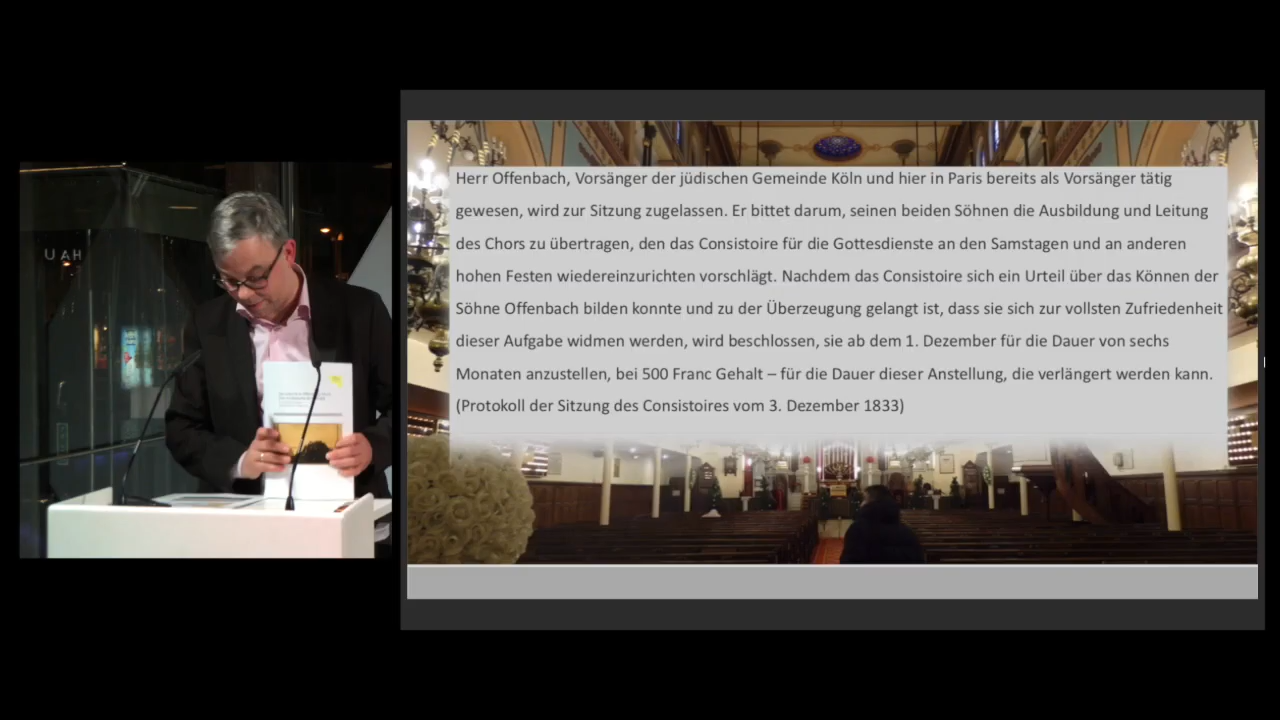 U AH
Herr Offenbach, Vorsänger der jüdischen Gemeinde Köln und hier in Paris bereits als Vorsänger tätig
gewesen, wird zur Sitzung zugelassen. Er bittet darum, seinen beiden Söhnen die Ausbildung und Leitung
des Chors zu übertragen, den das Consistoire für die Gottesdienste an den Samstagen und an anderen
hohen Festen wiedereinzurichten vorschlägt. Nachdem das Consistoire sich ein Urteil über das Können der
Söhne Offenbach bilden konnte und zu der Überzeugung gelangt ist, dass sie sich zur vollsten Zufriedenheit
dieser Aufgabe widmen werden, wird beschlossen, sie ab dem 1. Dezember für die Dauer von sechs
Monaten anzustellen, bei 500 Franc Gehalt – für die Dauer dieser Anstellung, die verlängert werden kann.
(Protokoll der Sitzung des Consistoires vom 3. Dezember 1833)